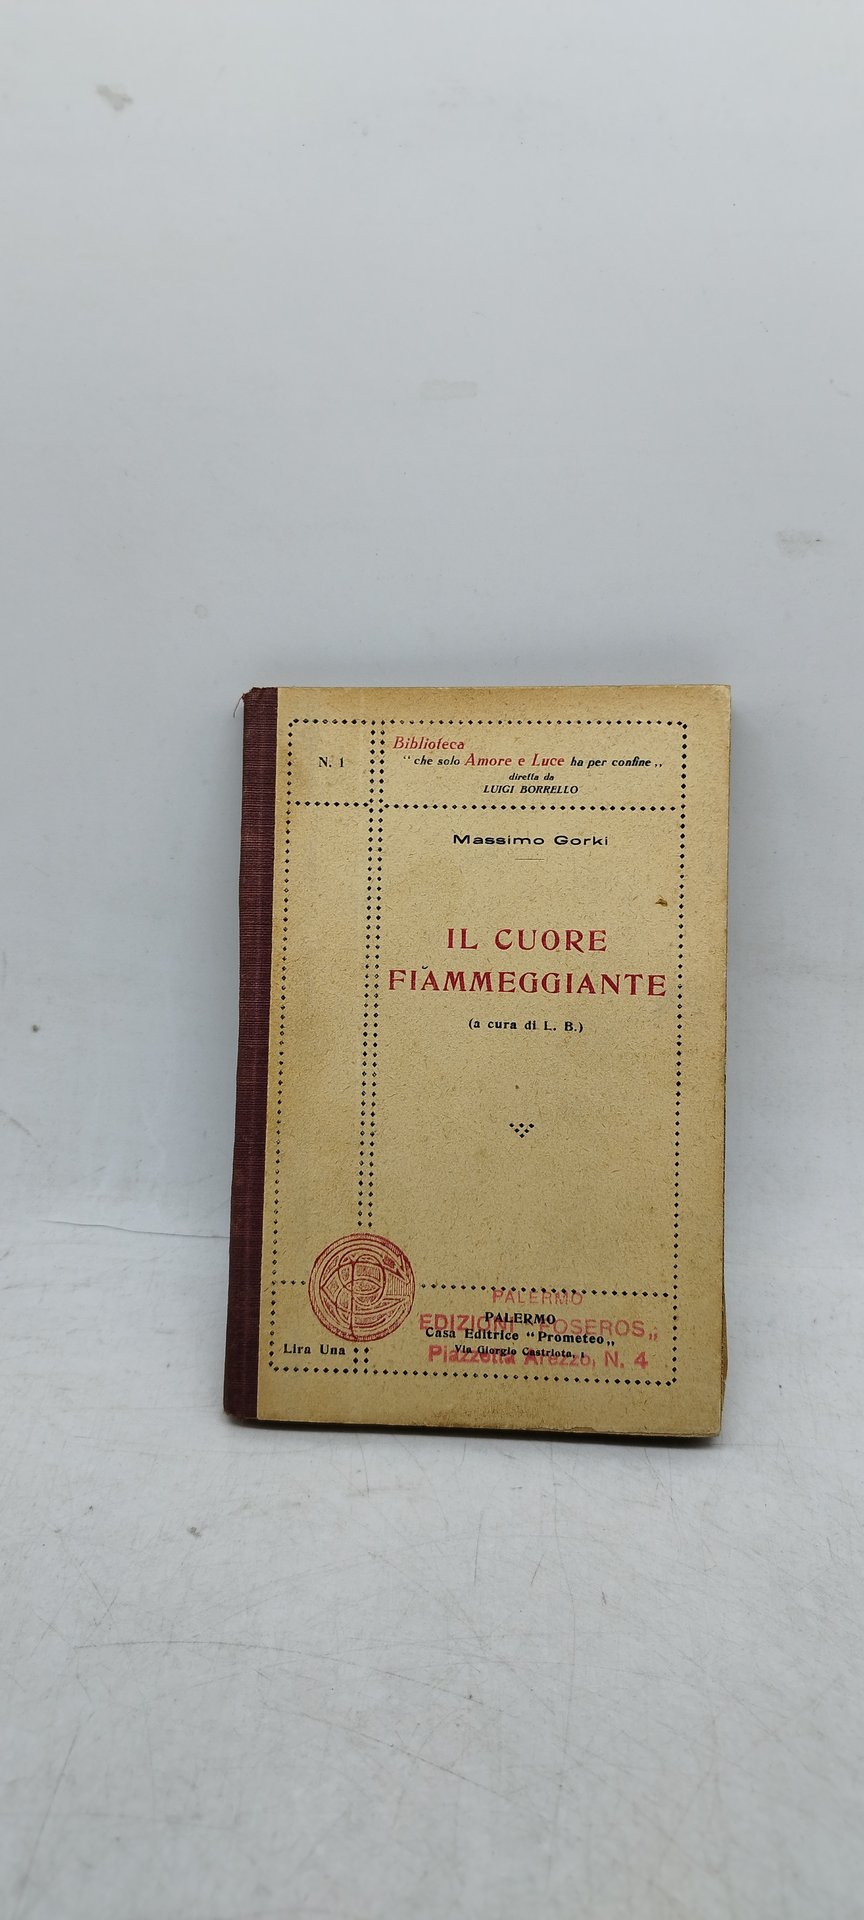 N. 1
Biblioteca
"che solo Amore e Luce ha per confine„
diretta da
LUIGI BORRELLO
Massimo Gorki
IL CUORE
FIAMMEGGIANTE
(a cura di L. B.)
PALERMO
EDIZIONI
PALERMO
Casa Editrice "Prometeo„
Via Giorgio Castriota, 1
Piazzetta Arezzo, N. 4
Lira Una